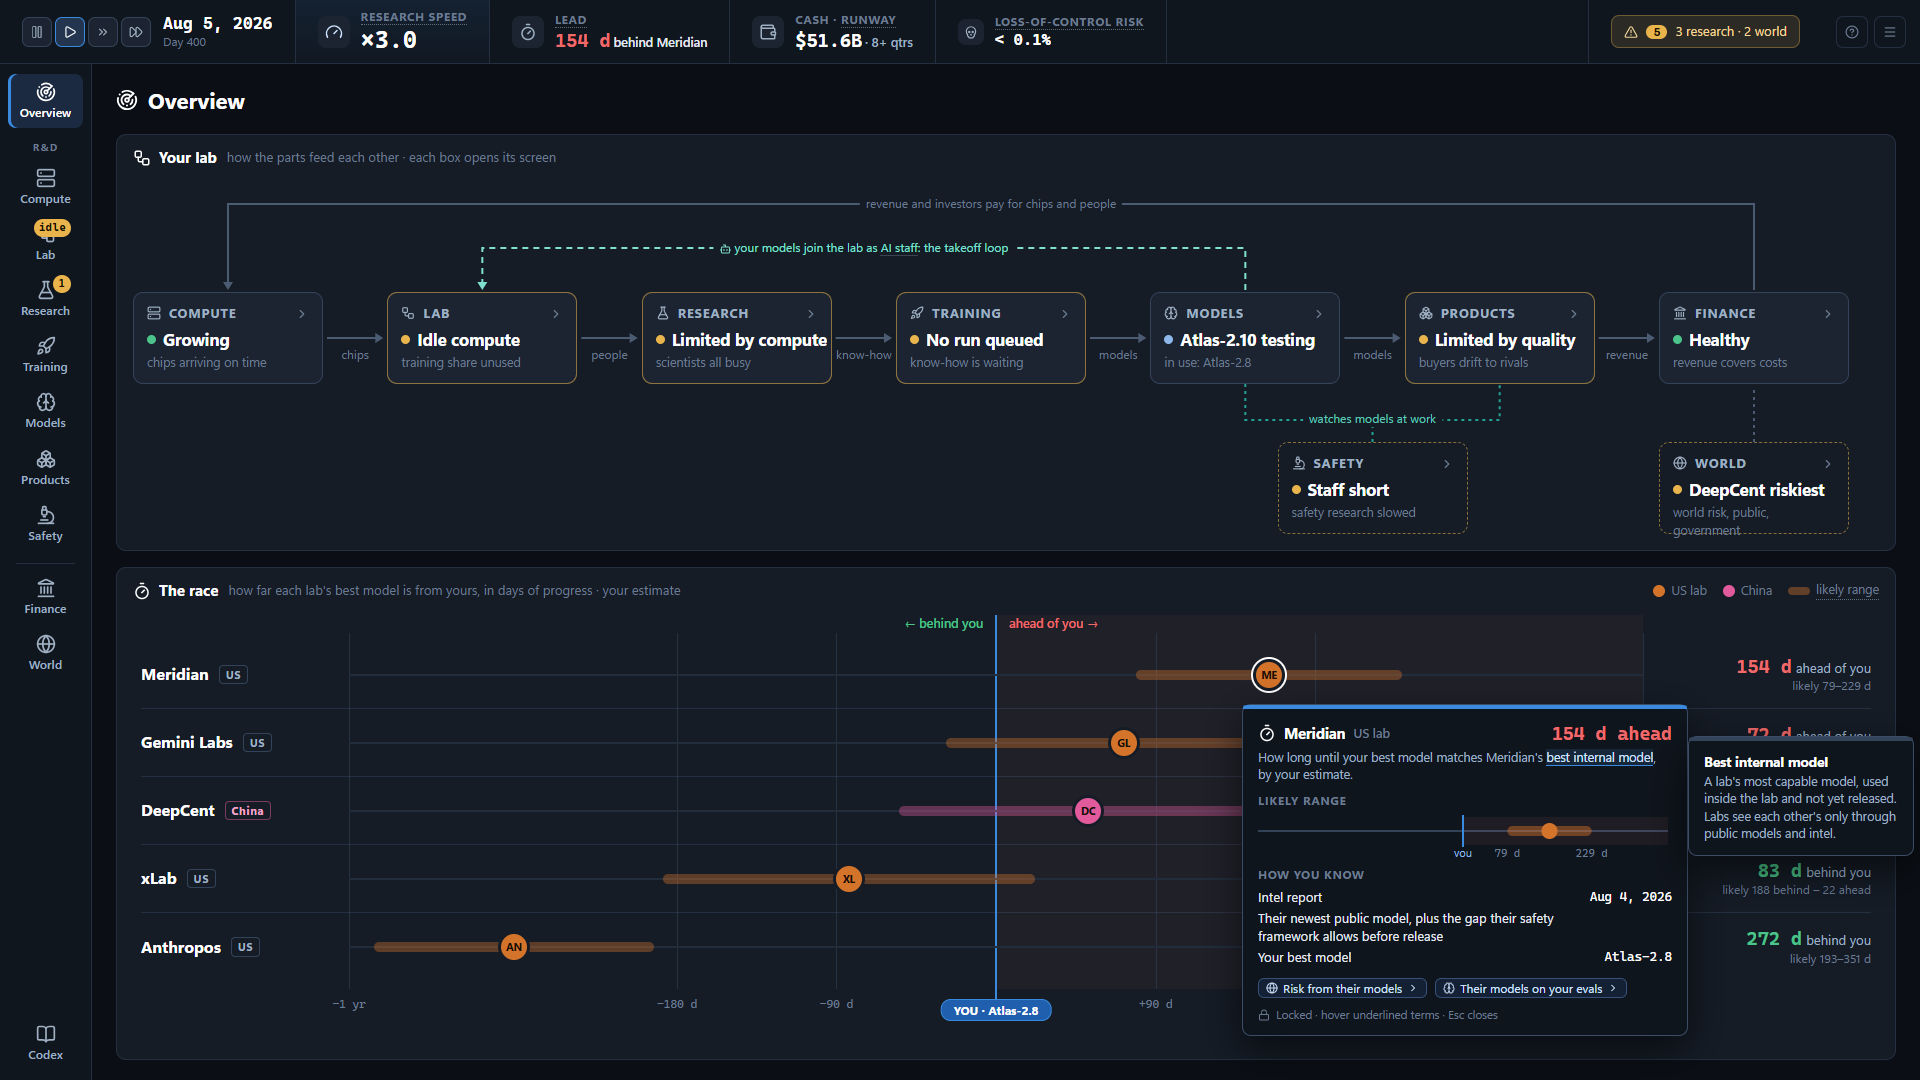 Aug 5, 2026
Day 400
RESEARCH SPEED
×3.0
LEAD
154 d behind Meridian
CASH · RUNWAY
$51.6B · 8+ qtrs
LOSS-OF-CONTROL RISK
< 0.1%
5 3 research · 2 world
Overview
R&D
Compute
idle
Lab
1
Research
Training
Models
Products
Safety
Finance
World
Codex
Overview
Your lab how the parts feed each other · each box opens its screen
revenue and investors pay for chips and people
your models join the lab as AI staff: the takeoff loop
COMPUTE
Growing
chips arriving on time
chips
LAB
Idle compute
training share unused
people
RESEARCH
Limited by compute
scientists all busy
know-how
TRAINING
No run queued
know-how is waiting
models
MODELS
Atlas-2.10 testing
in use: Atlas-2.8
models
PRODUCTS
Limited by quality
buyers drift to rivals
revenue
FINANCE
Healthy
revenue covers costs
watches models at work
SAFETY
Staff short
safety research slowed
WORLD
DeepCent riskiest
world risk, public,
government
The race how far each lab's best model is from yours, in days of progress · your estimate
US lab China likely range
← behind you ahead of you →
Meridian US
ME
154 d ahead of you
likely 79–229 d
Gemini Labs US
GL
72 d ahead of you
DeepCent China
DC
xLab US
XL
83 d behind you
likely 188 behind – 22 ahead
Anthropos US
AN
272 d behind you
likely 193–351 d
−1 yr −180 d −90 d YOU · Atlas-2.8 +90 d
Meridian US lab 154 d ahead
How long until your best model matches Meridian's best internal model,
by your estimate.
LIKELY RANGE
you 79 d 229 d
HOW YOU KNOW
Intel report Aug 4, 2026
Their newest public model, plus the gap their safety
framework allows before release
Your best model Atlas-2.8
Risk from their models Their models on your evals
Locked · hover underlined terms · Esc closes
Best internal model
A lab's most capable model, used
inside the lab and not yet released.
Labs see each other's only through
public models and intel.